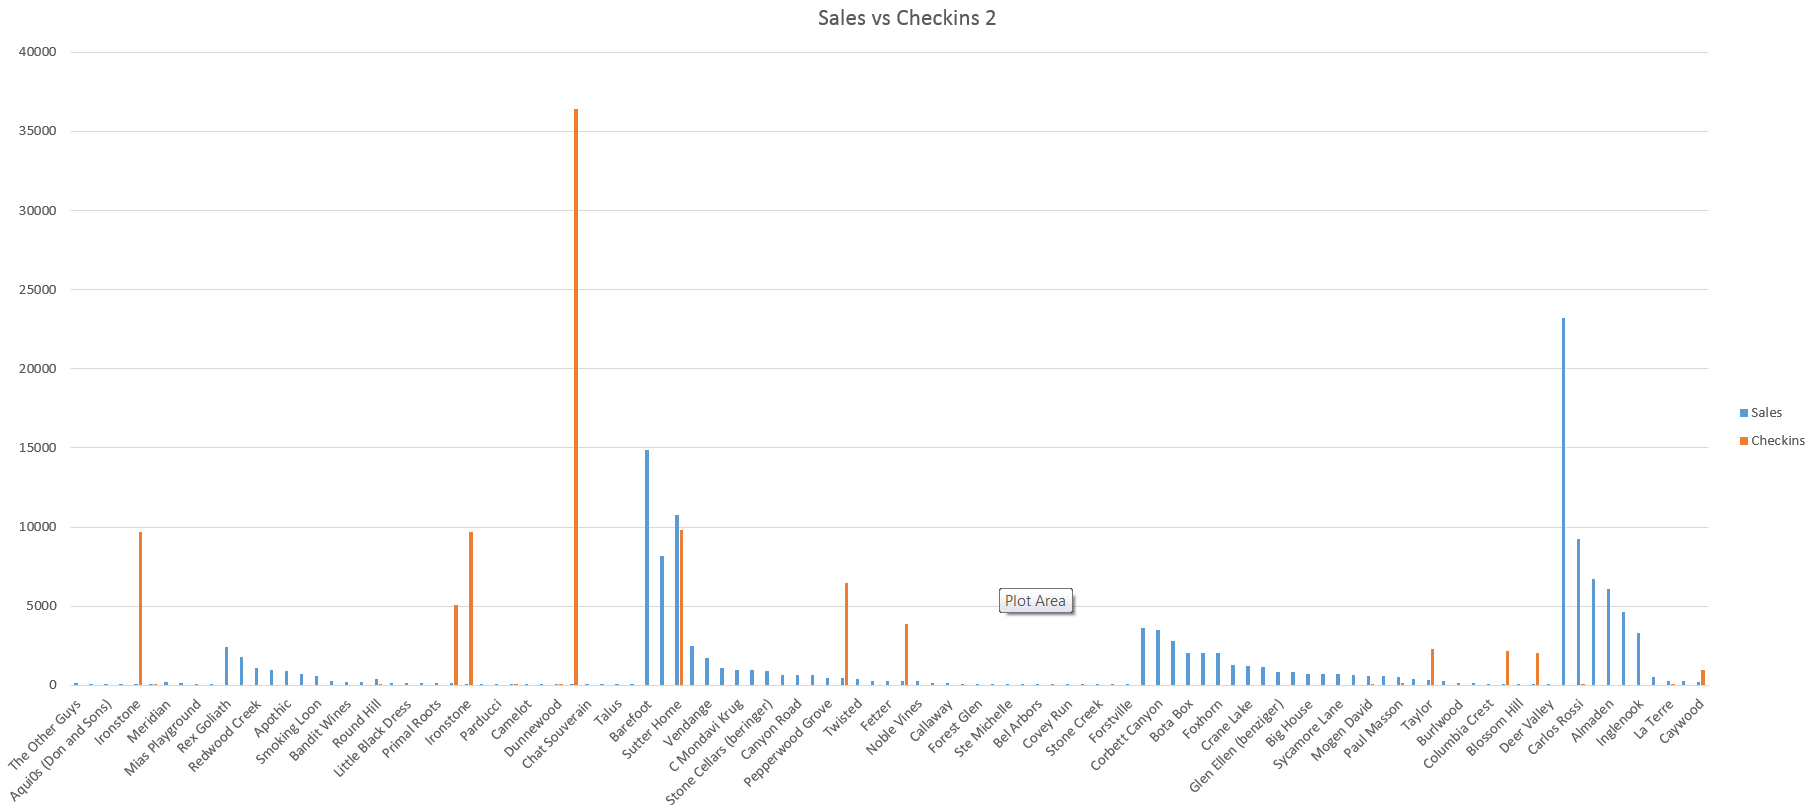 Sales vs Checkins 2
40000
35000
30000
25000
20000
15000
10000
5000
0
Plot Area
Sales
Checkins
The Other Guys
Aqui0s (Don and Sons)
Ironstone
Meridian
Mias Playground
Rex Goliath
Redwood Creek
Apothic
Smoking Loon
Bandit Wines
Round Hill
Little Black Dress
Primal Roots
Ironstone
Parducci
Camelot
Dunnewood
Chat Souverain
Talus
Barefoot
Sutter Home
Vendange
C Mondavi Krug
Stone Cellars (beringer)
Canyon Road
Pepperwood Grove
Twisted
Fetzer
Noble Vines
Callaway
Forest Glen
Ste Michelle
Bel Arbors
Covey Run
Stone Creek
Forstville
Corbett Canyon
Bota Box
Foxhorn
Crane Lake
Glen Ellen (benziger)
Big House
Sycamore Lane
Mogen David
Paul Masson
Taylor
Burlwood
Columbia Crest
Blossom Hill
Deer Valley
Carlos Rossi
Almaden
Inglenook
La Terre
Caywood